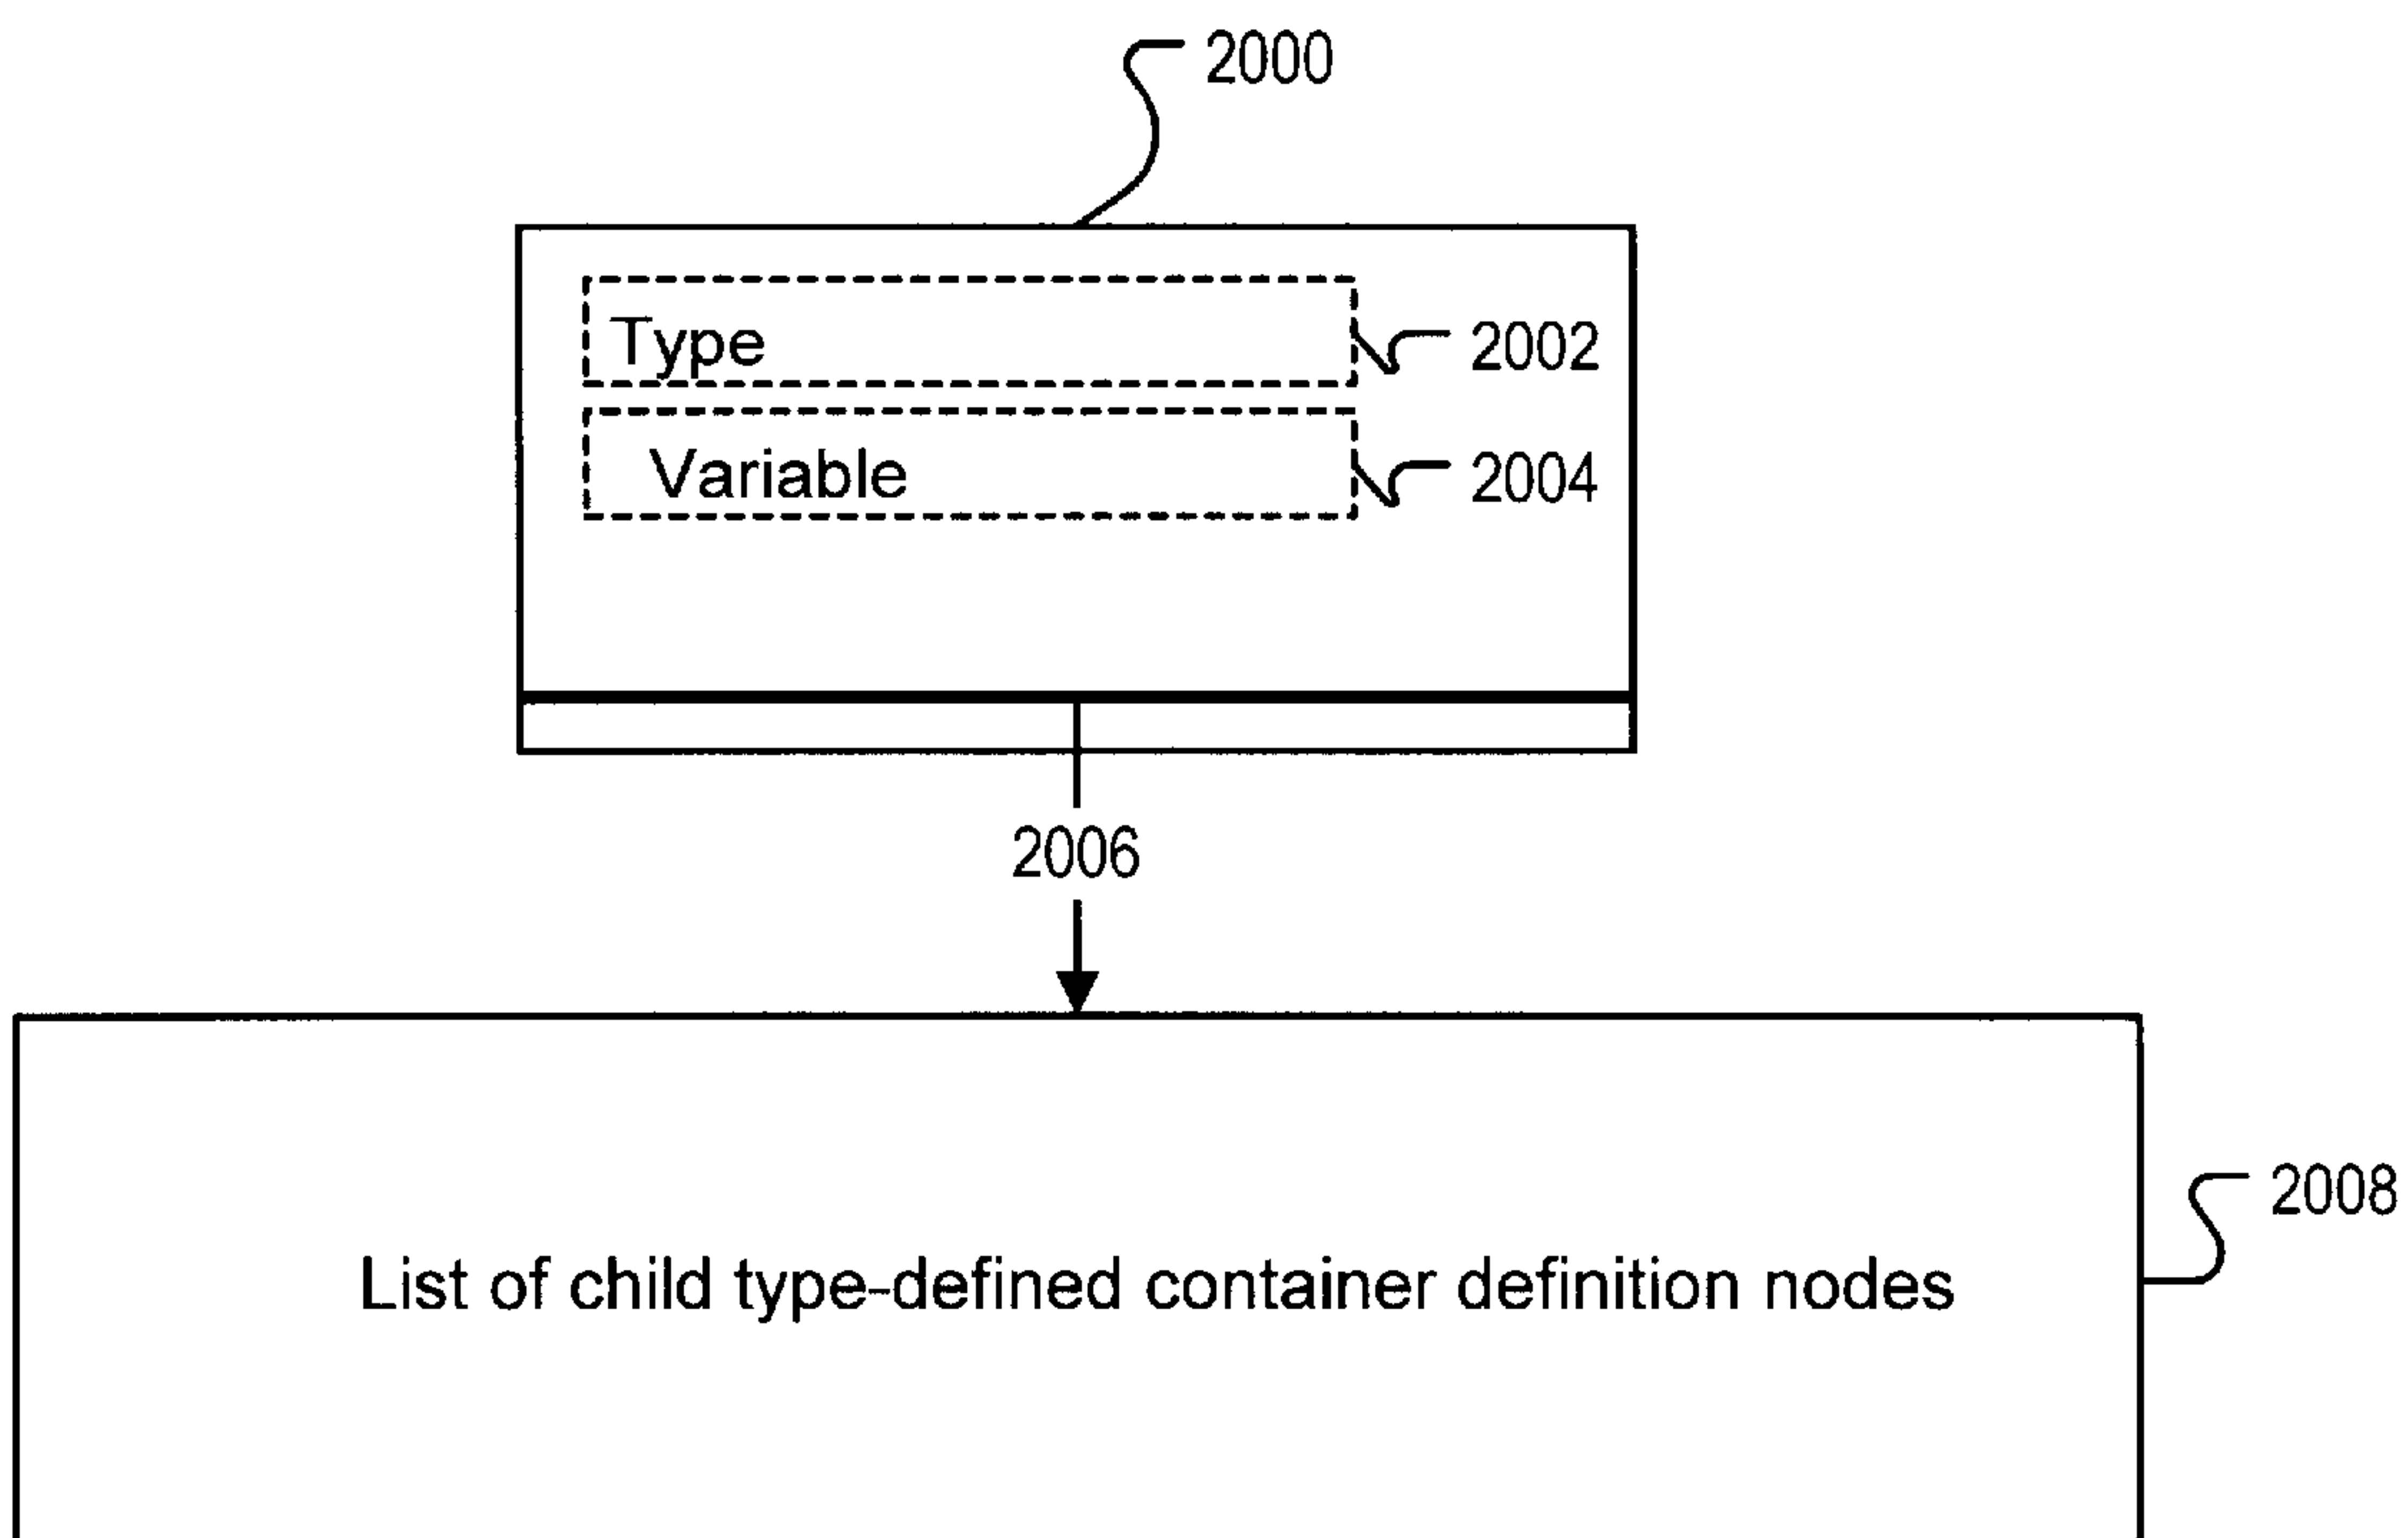 2000
Type
2002
Variable
2004
2006
2008
List of child type-defined container definition nodes